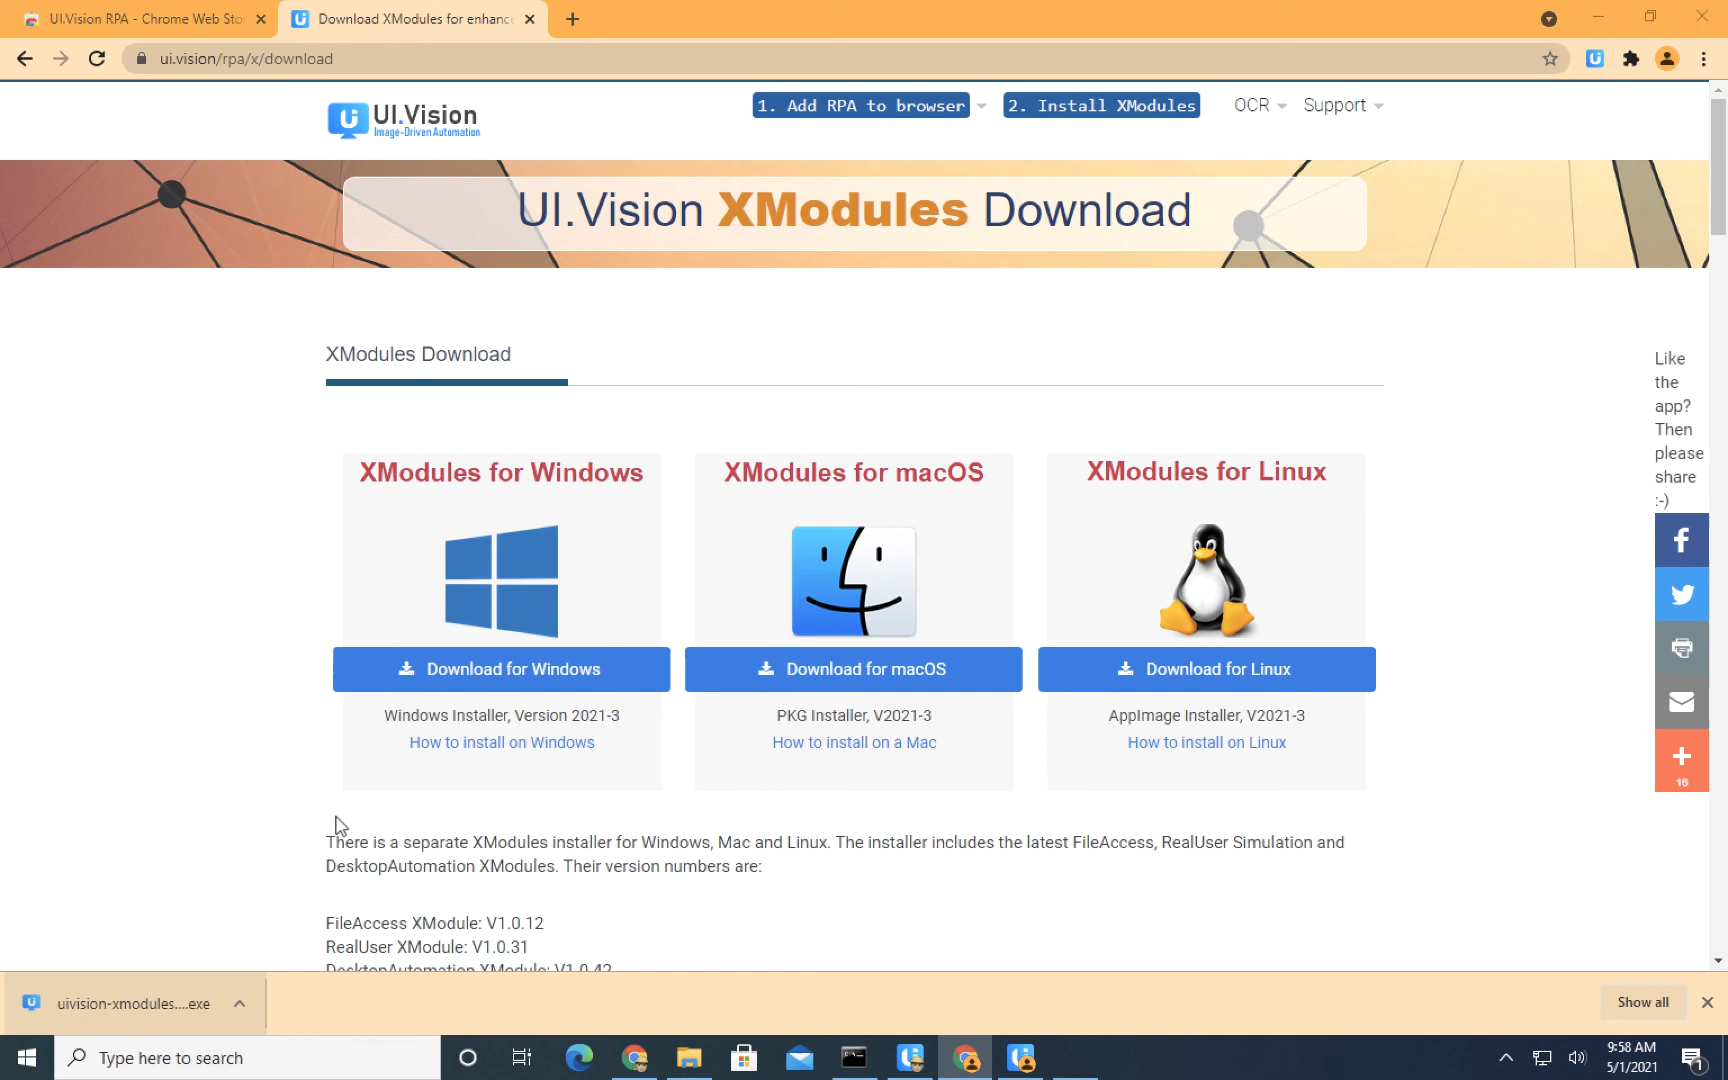 UI.Vision RPA - Chrome Web Sto
Download XModules for enhance
ui.vision/rpa/x/download
UI.Vision
Image-Driven Automation
1. Add RPA to browser
2. Install XModules
OCR
Support
UI.Vision XModules Download
XModules Download
XModules for Windows
Download for Windows
Windows Installer, Version 2021-3
How to install on Windows
XModules for macOS
Download for macOS
PKG Installer, V2021-3
How to install on a Mac
XModules for Linux
Download for Linux
AppImage Installer, V2021-3
How to install on Linux
Like
the
app?
Then
please
share
:-)
16
There is a separate XModules installer for Windows, Mac and Linux. The installer includes the latest FileAccess, RealUser Simulation and
DesktopAutomation XModules. Their version numbers are:
FileAccess XModule: V1.0.12
RealUser XModule: V1.0.31
DesktopAutomation XModule: V1.0.42
uivision-xmodules....exe
Show all
Type here to search
9:58 AM
5/1/2021
1